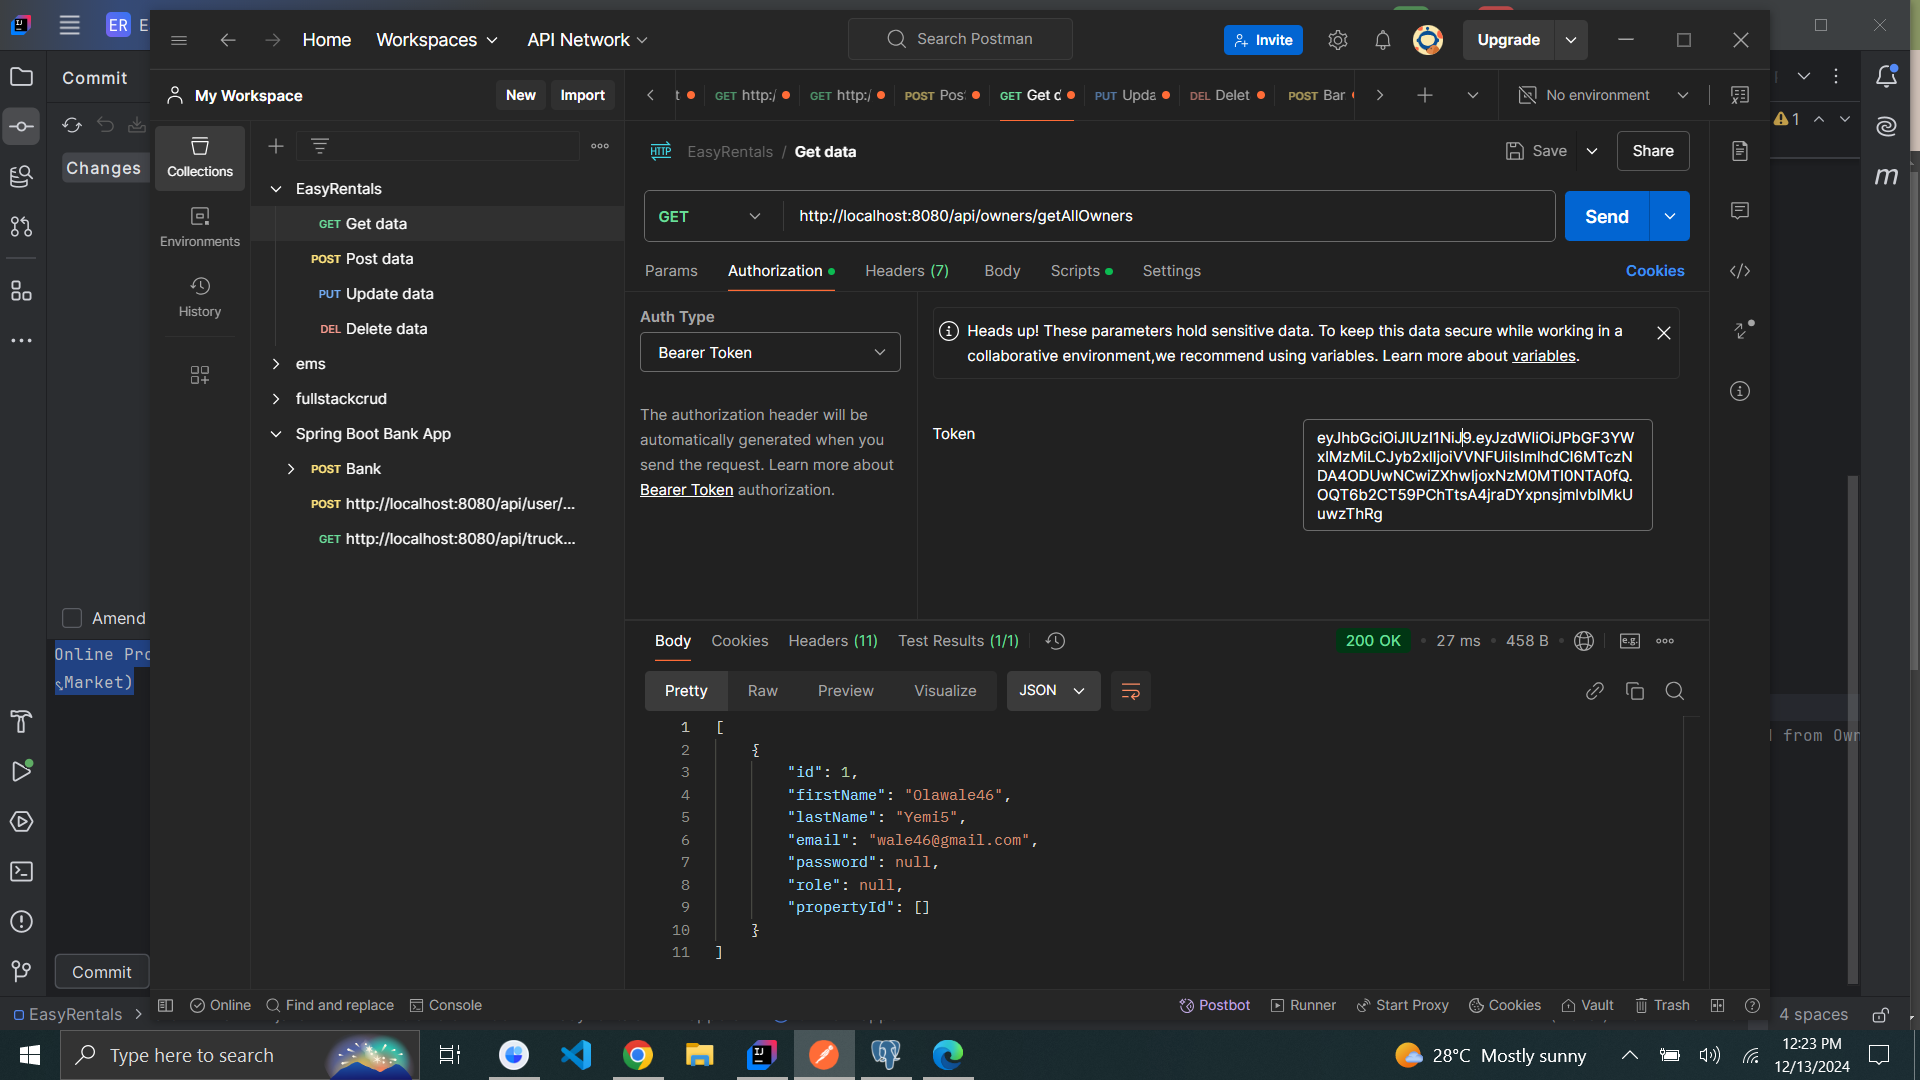 ER
Home
Workspaces
API Network
Search Postman
Invite
Upgrade
Commit
My Workspace
New
Import
GET http:/
GET http:/
POST Pos
GET Get d
PUT Upda
DEL Delet
POST Bar
No environment
1
Changes
Collections
Environments
History
EasyRentals
GET Get data
POST Post data
PUT Update data
DEL Delete data
ems
fullstackcrud
Spring Boot Bank App
POST Bank
POST http://localhost:8080/api/user/...
GET http://localhost:8080/api/truck...
HTTP
EasyRentals / Get data
Save
Share
GET
http://localhost:8080/api/owners/getAllOwners
Send
Params
Authorization
Headers (7)
Body
Scripts
Settings
Cookies
Auth Type
Bearer Token
The authorization header will be
automatically generated when you
send the request. Learn more about
Bearer Token authorization.
Heads up! These parameters hold sensitive data. To keep this data secure while working in a
collaborative environment,we recommend using variables. Learn more about variables.
Token
m
Amend
Online Pro
Market)
Body
Cookies
Headers (11)
Test Results (1/1)
200 OK
27 ms
458 B
e.g.
Pretty
Raw
Preview
Visualize
JSON
1 [
2 {
3 "id": 1,
4 "firstName": "Olawale46",
5 "lastName": "Yemi5",
6 "email": "wale46@gmail.com",
7 "password": null,
8 "role": null,
9 "propertyId": []
10 }
11 ]
from Own
Commit
Online
Find and replace
Console
Postbot
Runner
Start Proxy
Cookies
Vault
Trash
EasyRentals
4 spaces
Type here to search
28°C Mostly sunny
12:23 PM
12/13/2024